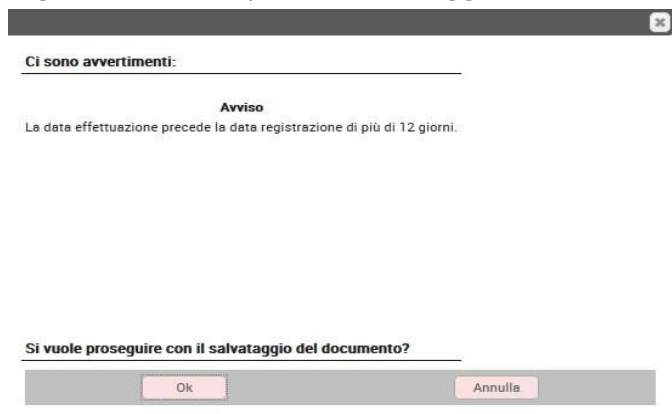 Ci sono avvertimenti:
Avviso
La data effettuazione precede la data registrazione di più di 12 giorni.
Si vuole proseguire con il salvataggio del documento?
Ok
Annulla